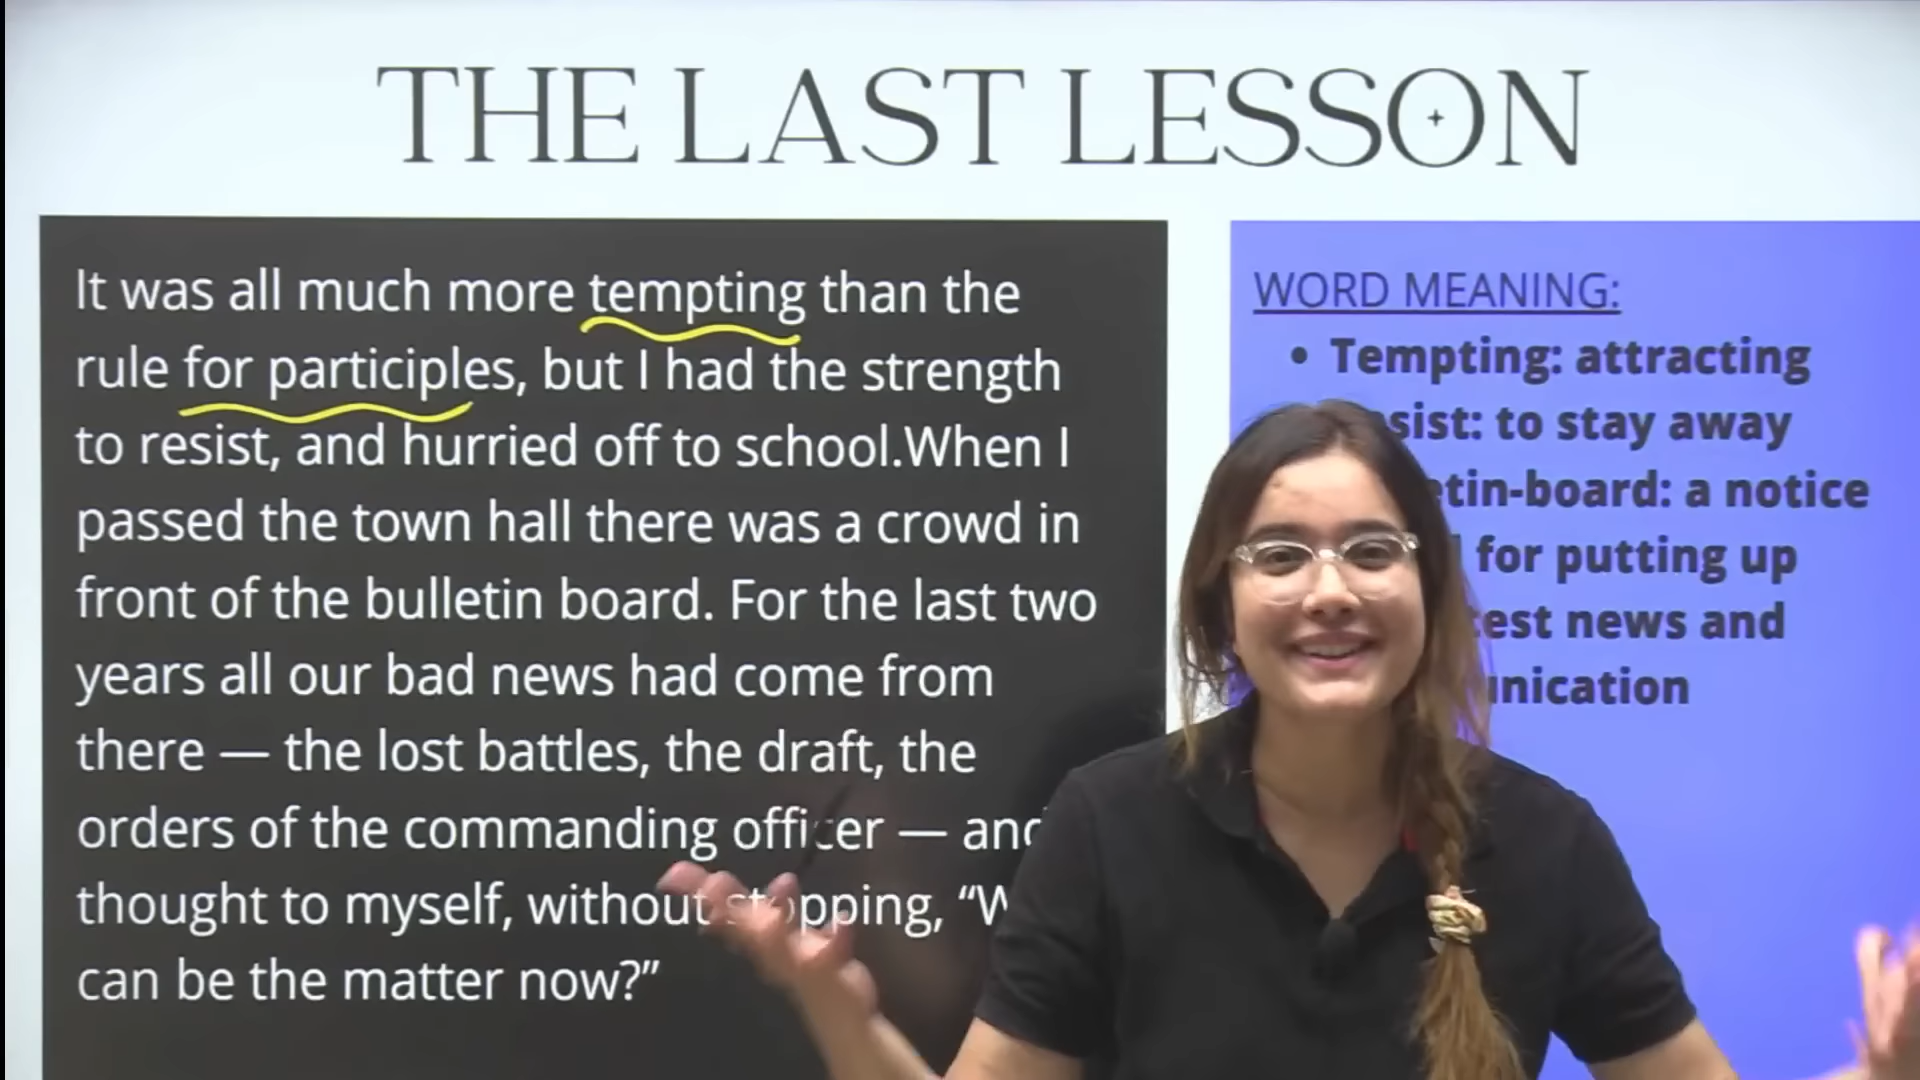 THE LAST LESSON
It was all much more tempting than the
rule for participles, but I had the strength
to resist, and hurried off to school.When I
passed the town hall there was a crowd in
front of the bulletin board. For the last two
years all our bad news had come from
there — the lost battles, the draft, the
orders of the commanding officer — and
thought to myself, without stopping, “W
can be the matter now?”
WORD MEANING:
• Tempting: attracting
sist: to stay away
etin-board: a notice
for putting up
test news and
unication